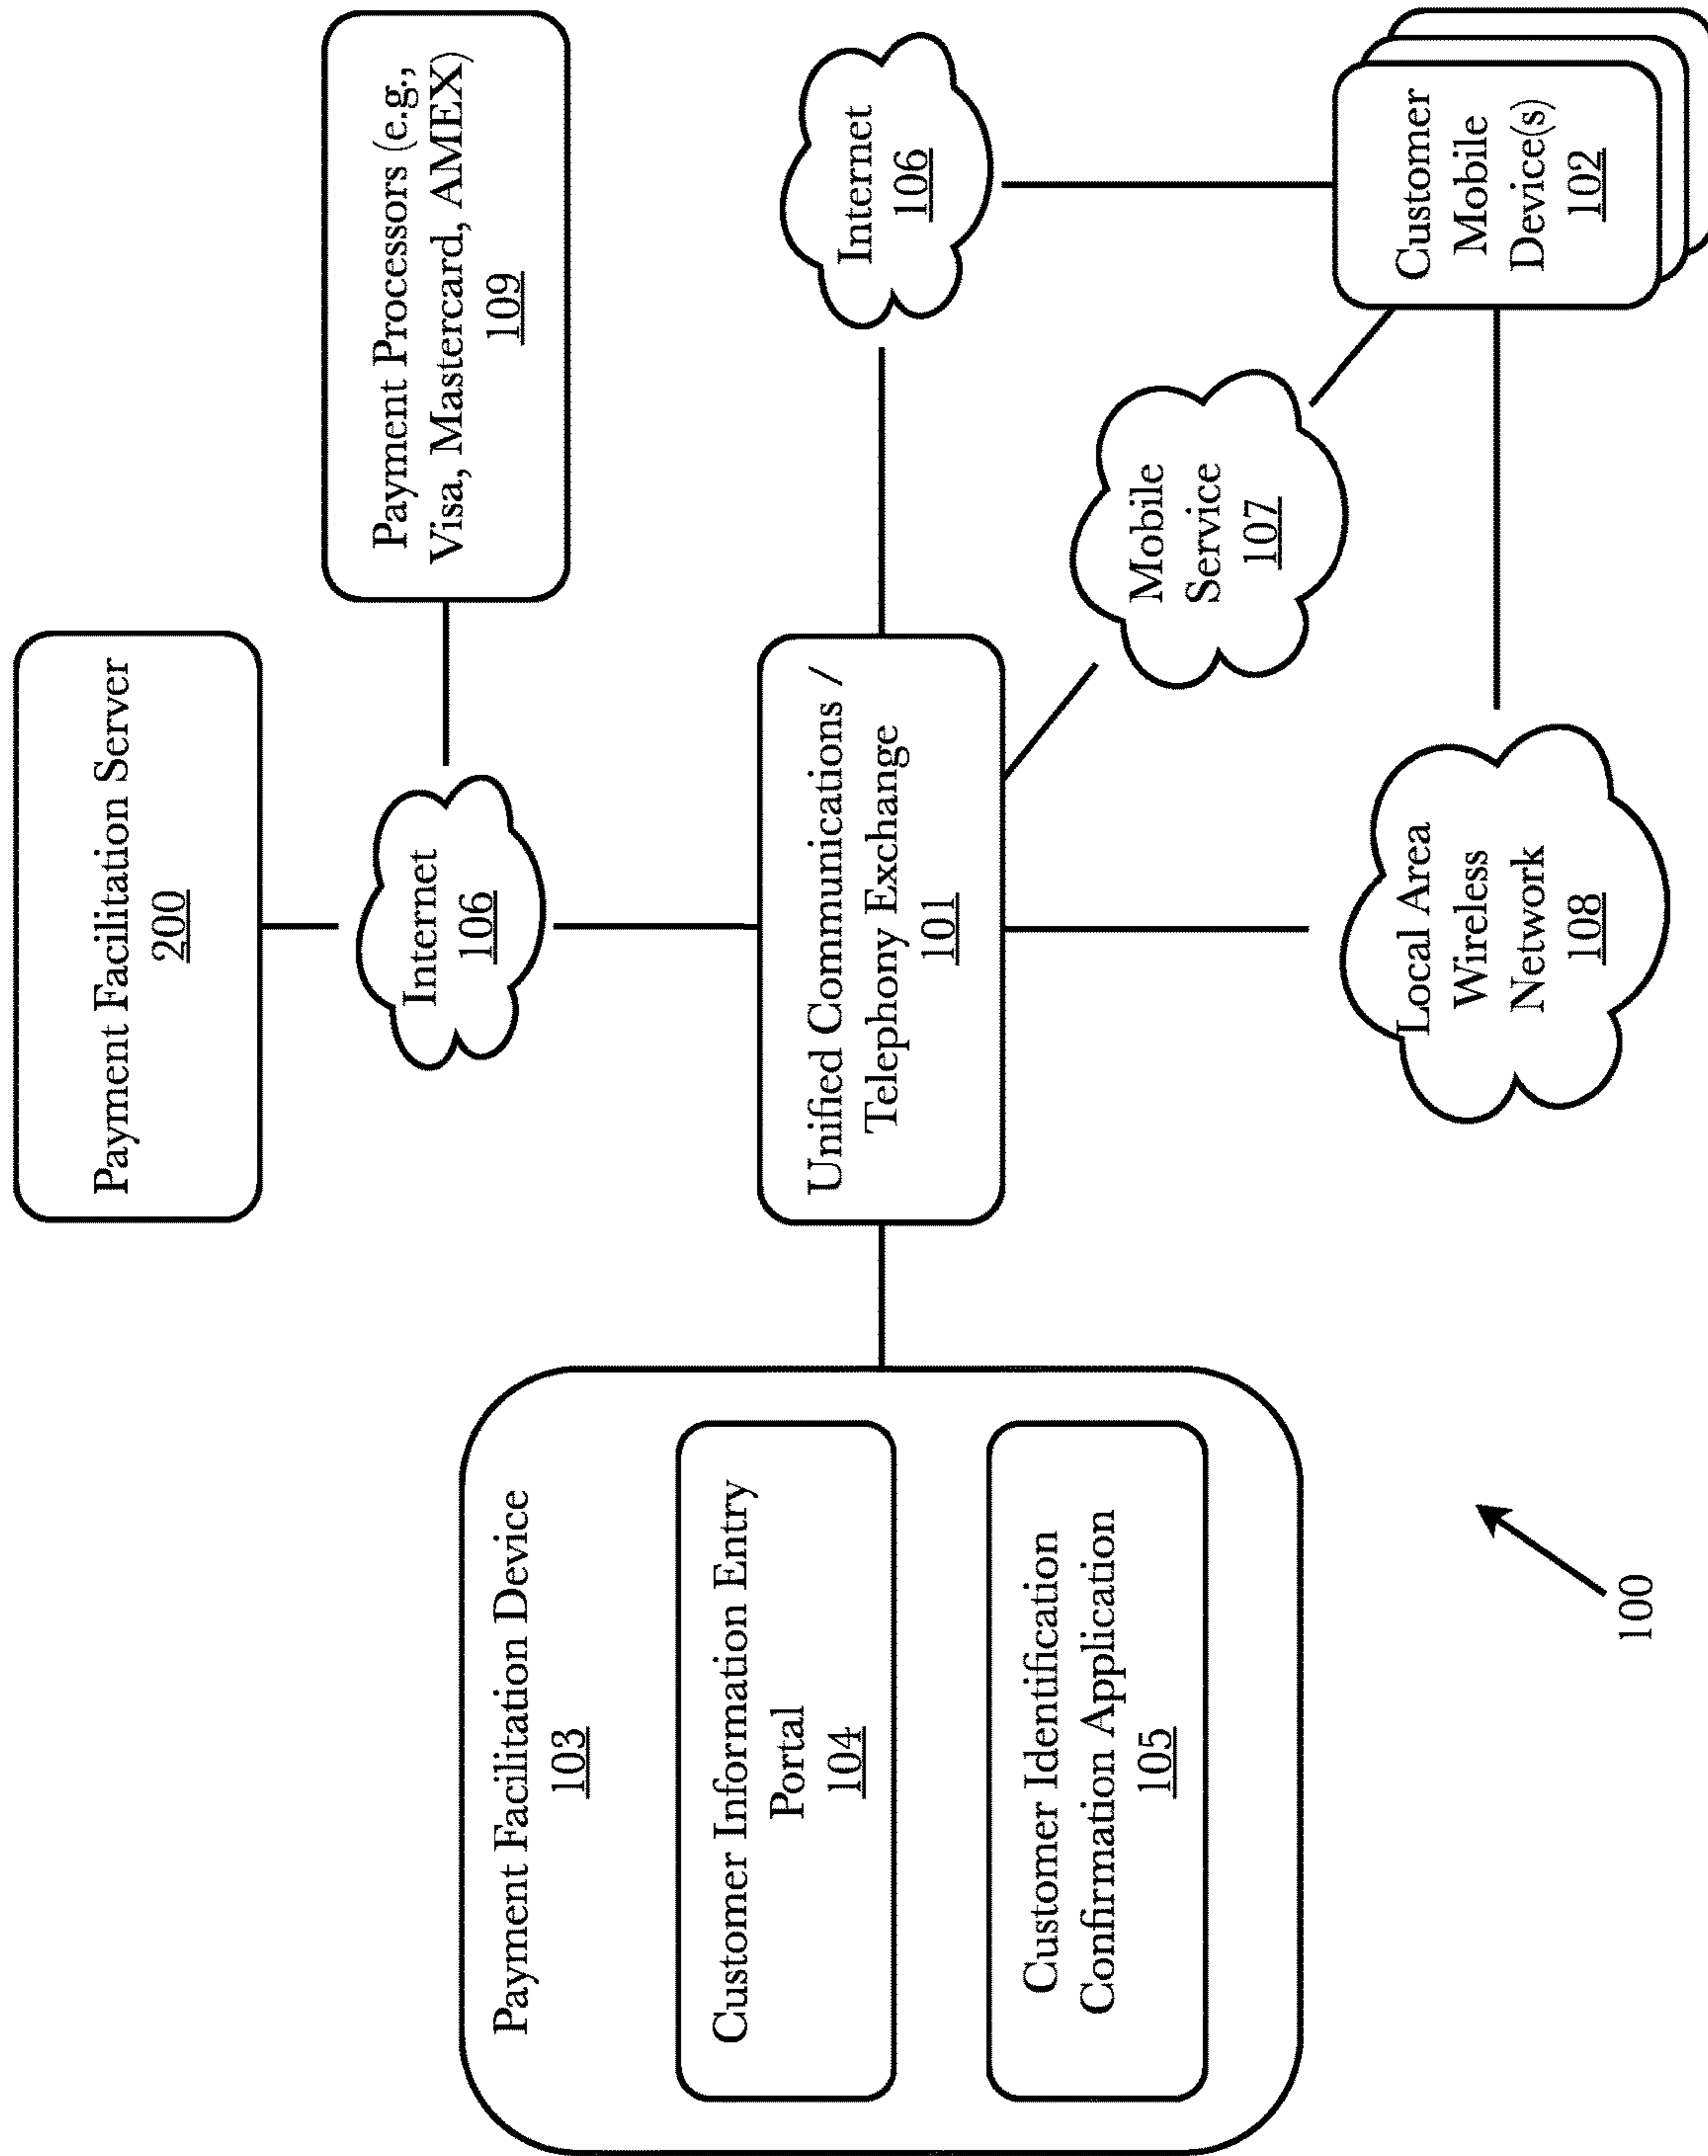 Payment Facilitation Server
200
Payment Processors (e.g.,
Visa, Mastercard, AMEX)
109
Internet
106
Payment Facilitation Device
103
Customer Information Entry
Portal
104
Customer Identification
Confirmation Application
105
Unified Communications /
Telephony Exchange
101
Internet
106
Mobile
Service
107
Local Area
Wireless
Network
108
Customer
Mobile
Device(s)
102
100